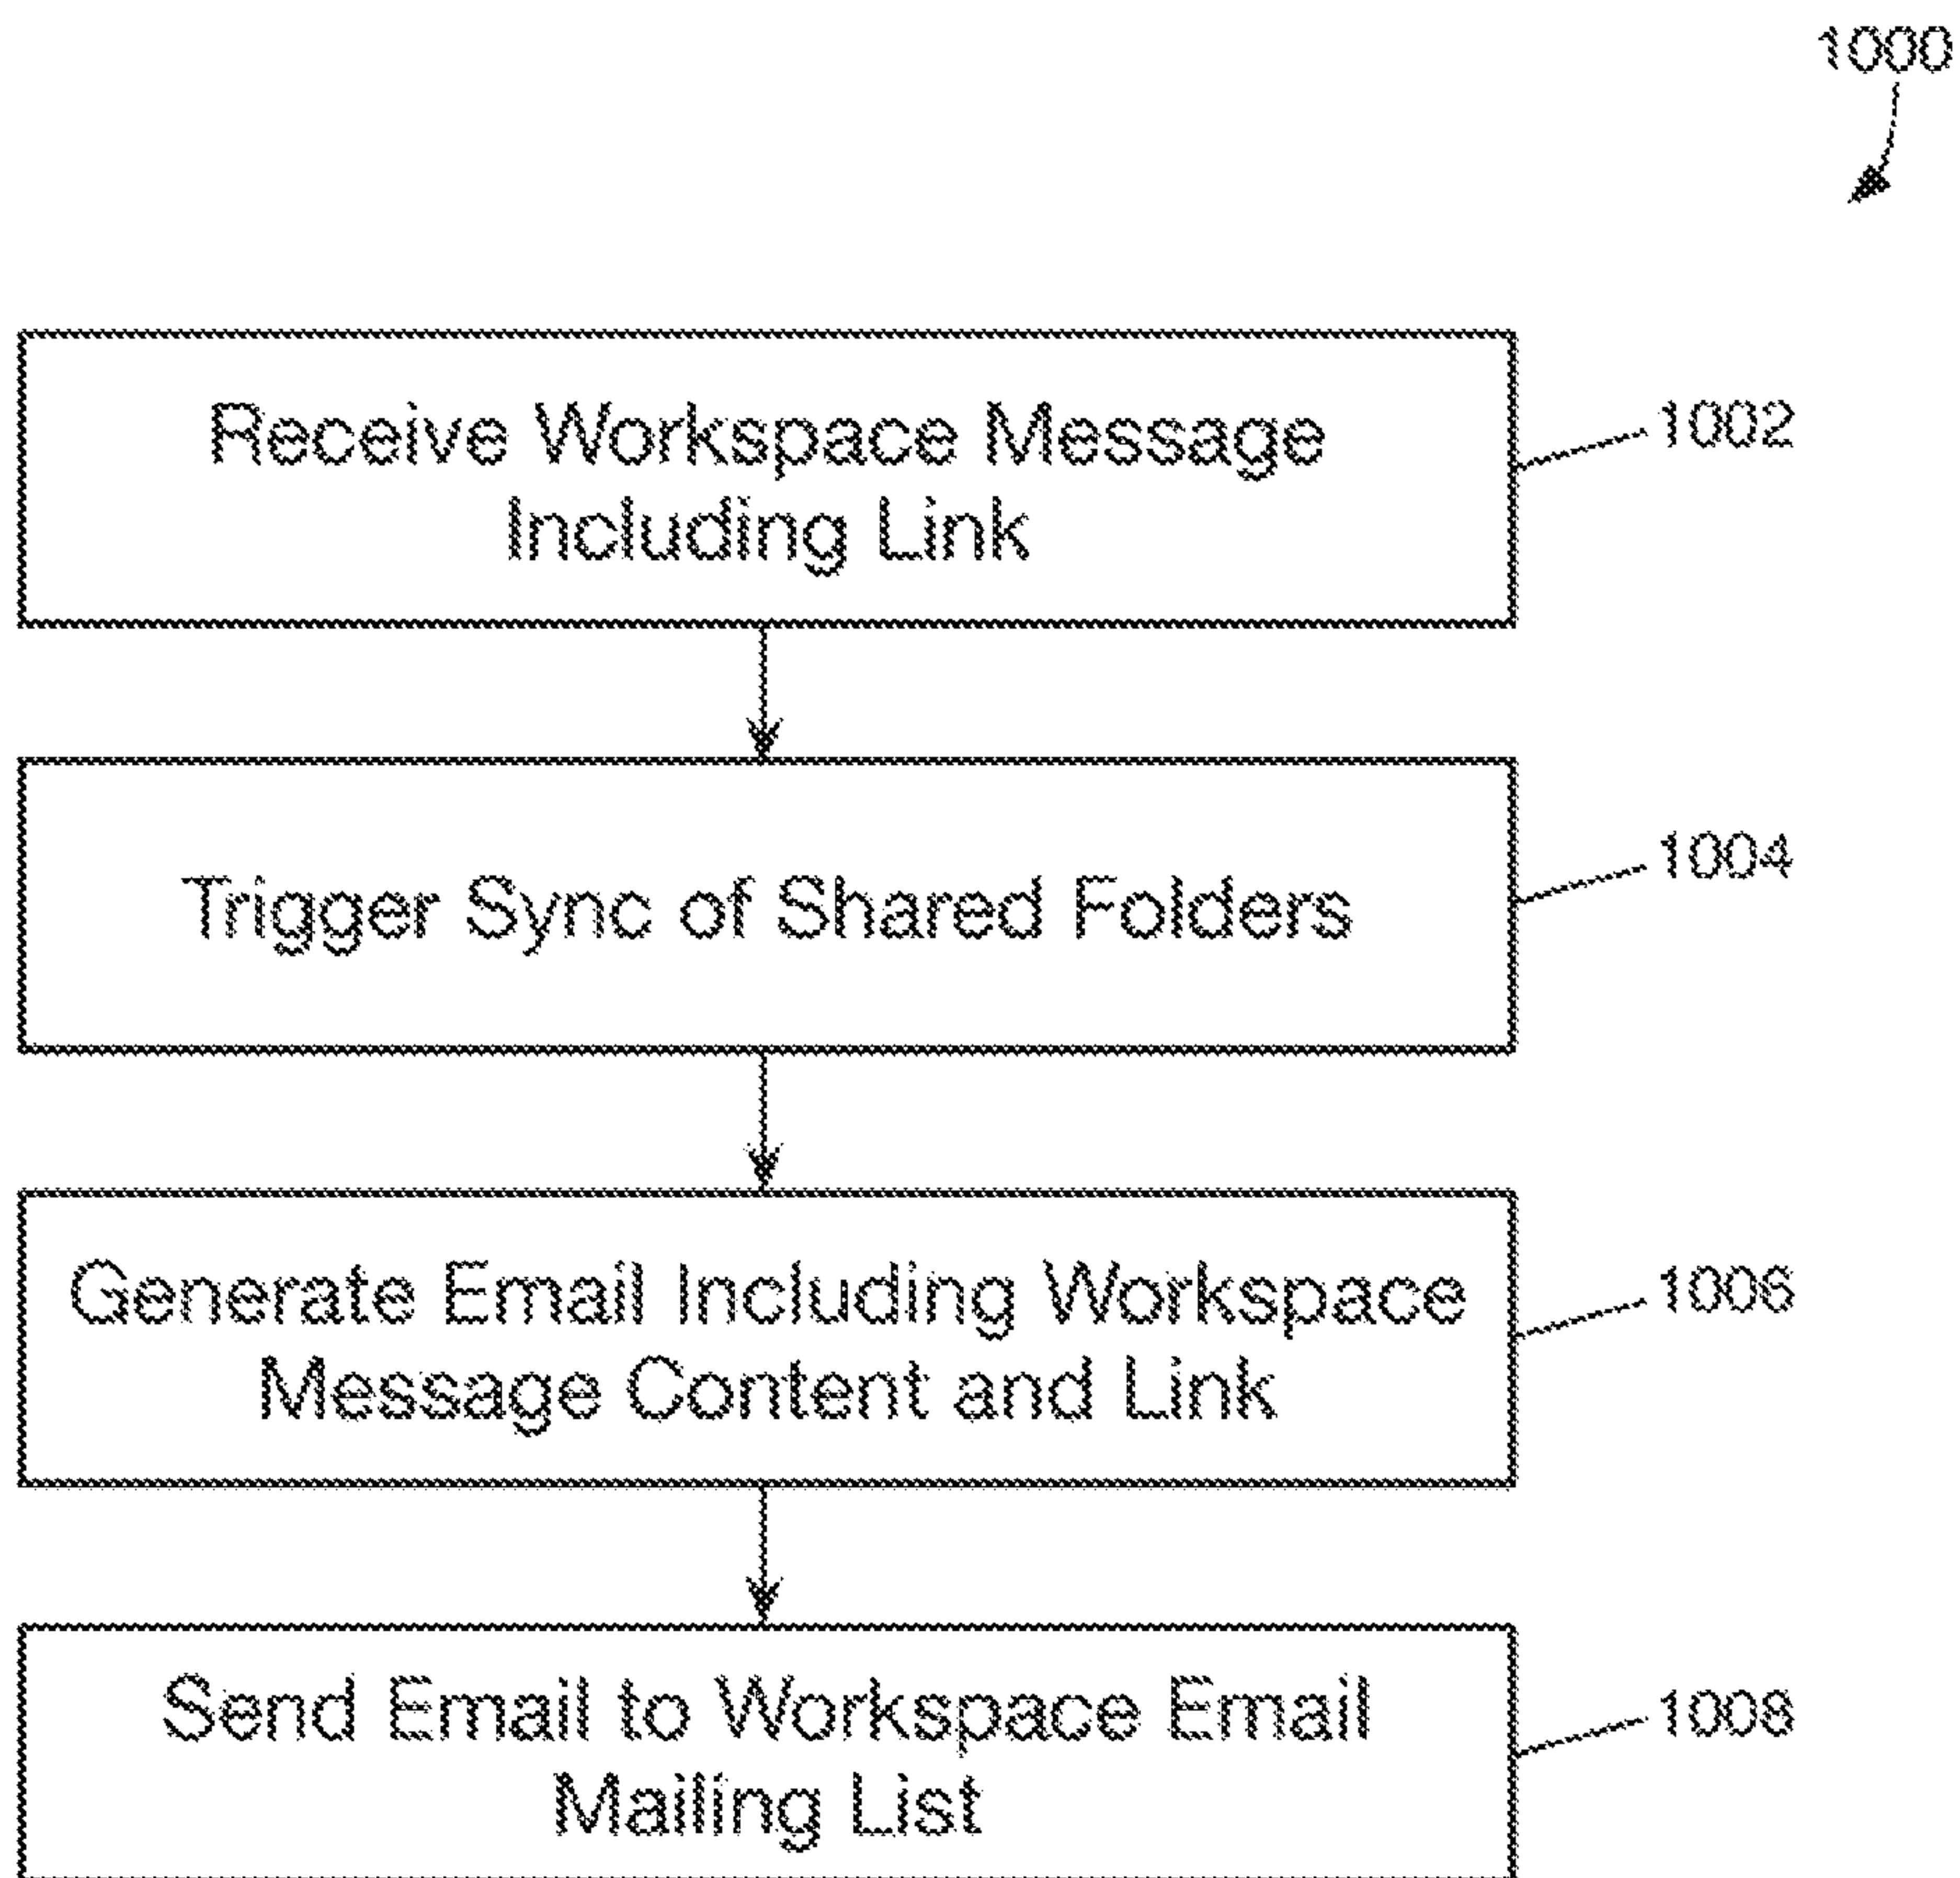 1000
Receive Workspace Message
Including Link
1002
Trigger Sync of Shared Folders
1004
Generate Email Including Workspace
Message Content and Link
1006
Send Email to Workspace Email
Mailing List
1008